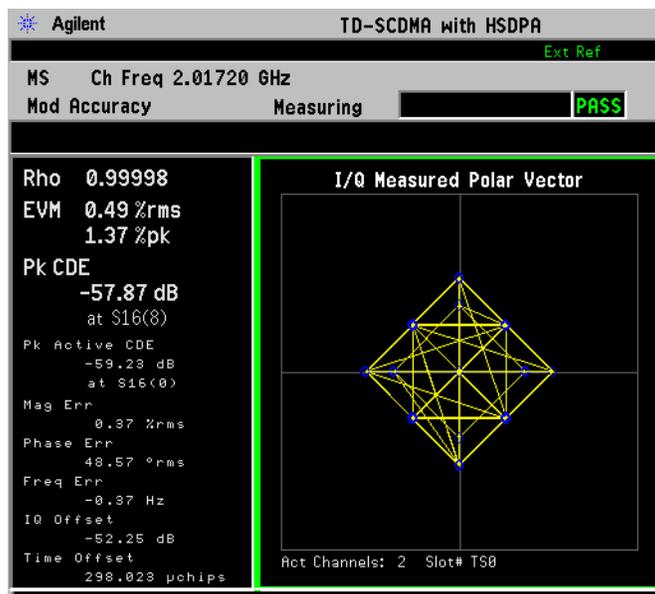 Agilent TD-SCDMA with HSDPA
Ext Ref
MS Ch Freq 2.01720 GHz
Mod Accuracy Measuring PASS
Rho 0.99998
EVM 0.49 %rms
1.37 %pk
Pk CDE
-57.87 dB
at S16(8)
Pk Active CDE
-59.23 dB
at S16(0)
Mag Err
0.37 %rms
Phase Err
48.57 °rms
Freq Err
-0.37 Hz
IQ Offset
-52.25 dB
Time Offset
298.023 µchips
I/Q Measured Polar Vector
Act Channels: 2 Slot# TS0